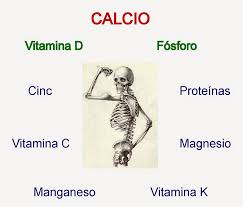 CALCIO
Vitamina D Fósforo
Cinc Proteínas
Vitamina C Magnesio
Manganeso Vitamina K